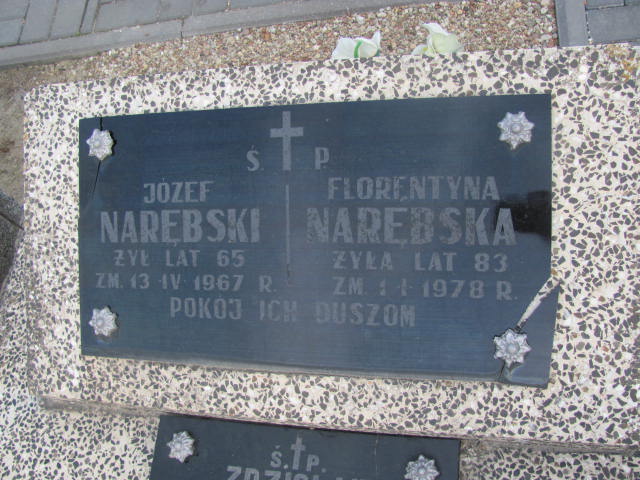 Ś. P.
JÓZEF FLORENTYNA
NARĘBSKI NARĘBSKA
ŻYŁ LAT 65 ŻYŁA LAT 83
ZM. 13 IV 1967 R. ZM. 1 I 1978 R.
POKÓJ ICH DUSZOM
Ś. P.